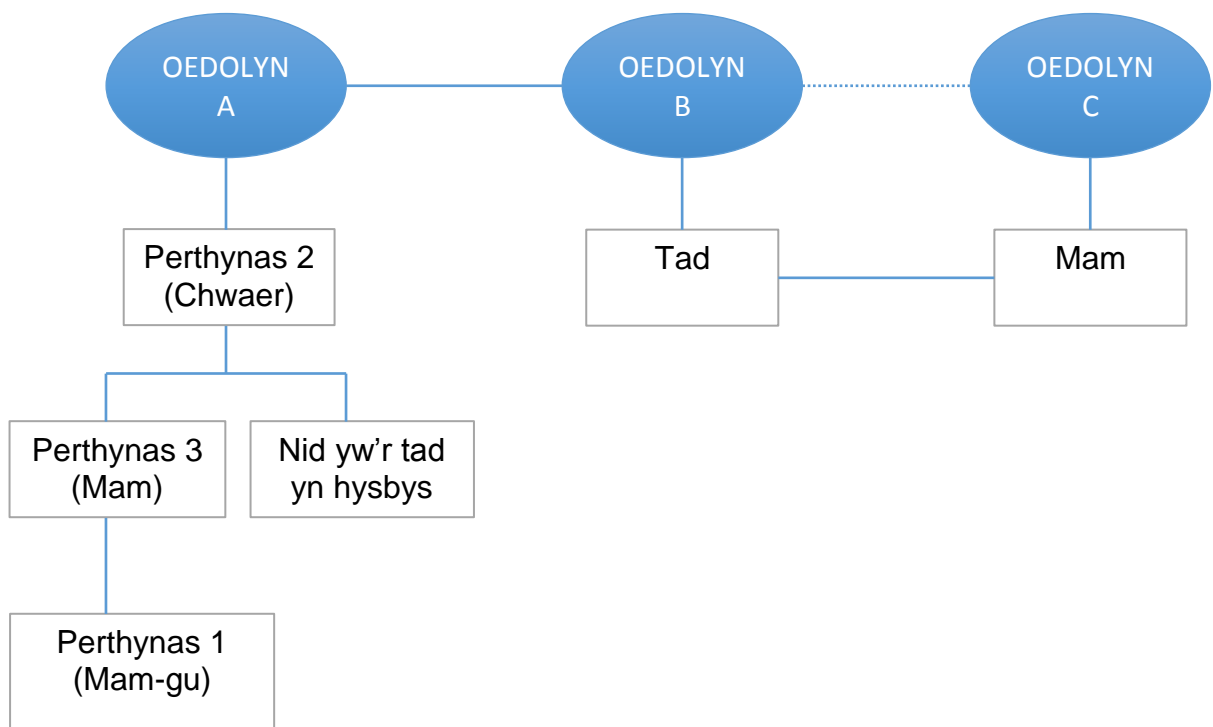 OEDOLYN
A
OEDOLYN
B
OEDOLYN
C
Perthynas 2
(Chwaer)
Tad
Mam
Perthynas 3
(Mam)
Nid yw’r tad
yn hysbys
Perthynas 1
(Mam-gu)